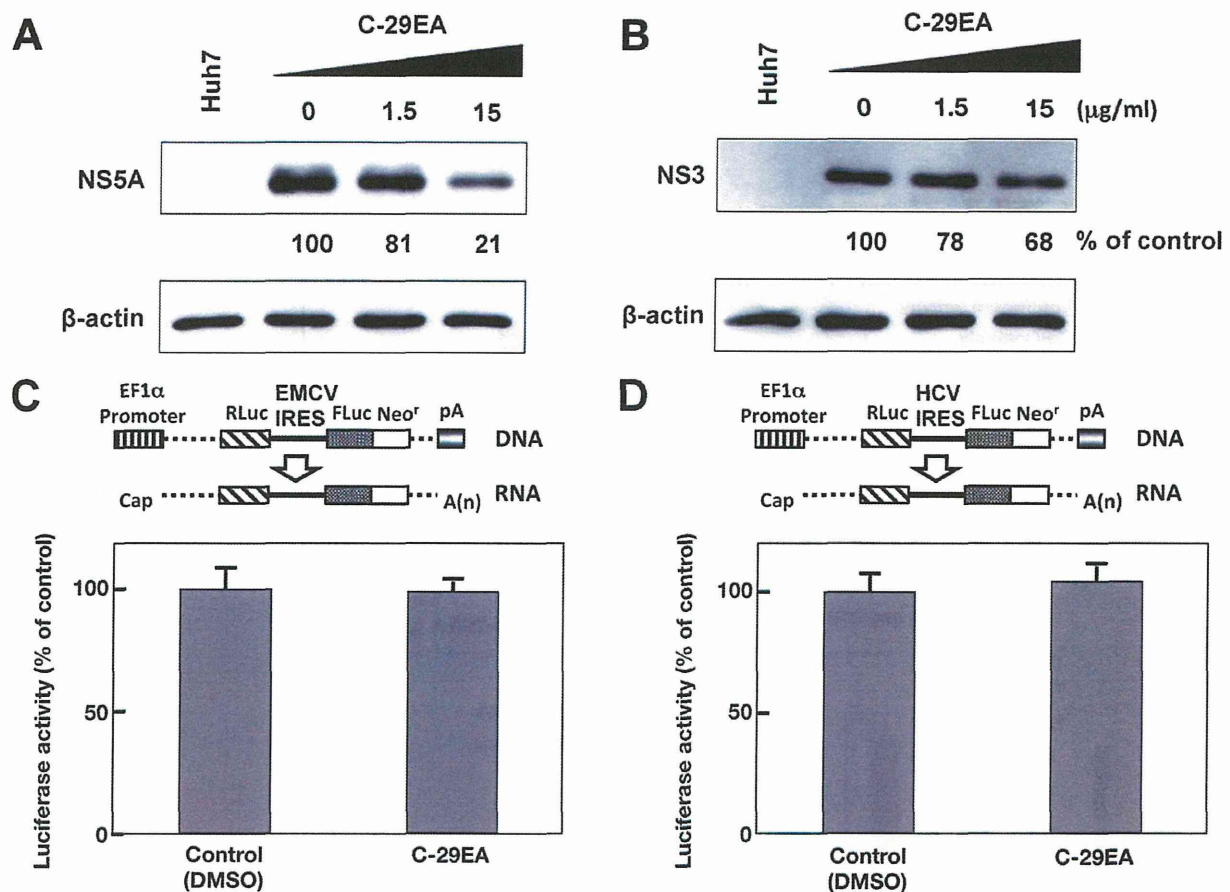 A
C-29EA
Huh7
0 1.5 15
NS5A
100 81 21
β-actin
B
C-29EA
Huh7
0 1.5 15 (μg/ml)
NS3
100 78 68 % of control
β-actin
C
EF1α
Promoter
RLuc
EMCV
IRES
FLuc Neoʳ pA
DNA
Cap
A(n)
RNA
Luciferase activity (% of control)
100
50
0
Control
(DMSO)
C-29EA
D
EF1α
Promoter
RLuc
HCV
IRES
FLuc Neoʳ pA
DNA
Cap
A(n)
RNA
Luciferase activity (% of control)
100
50
0
Control
(DMSO)
C-29EA